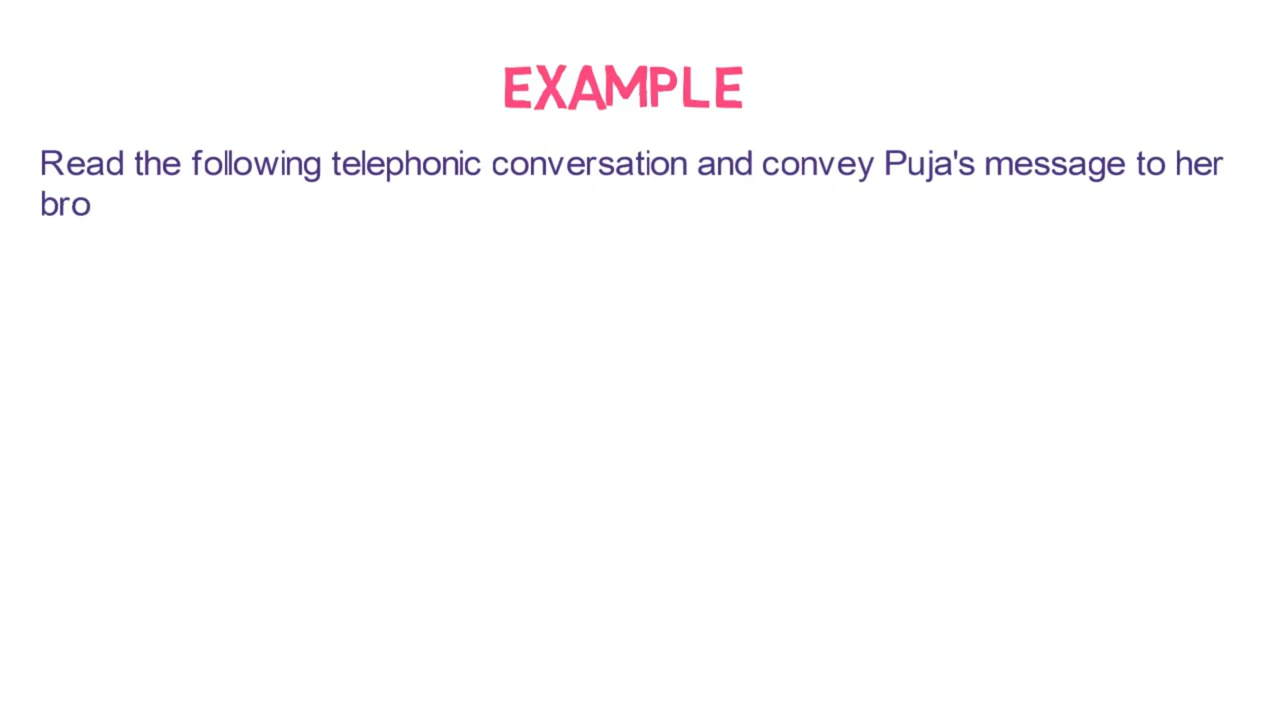 EXAMPLE
Read the following telephonic conversation and convey Puja's message to her
bro